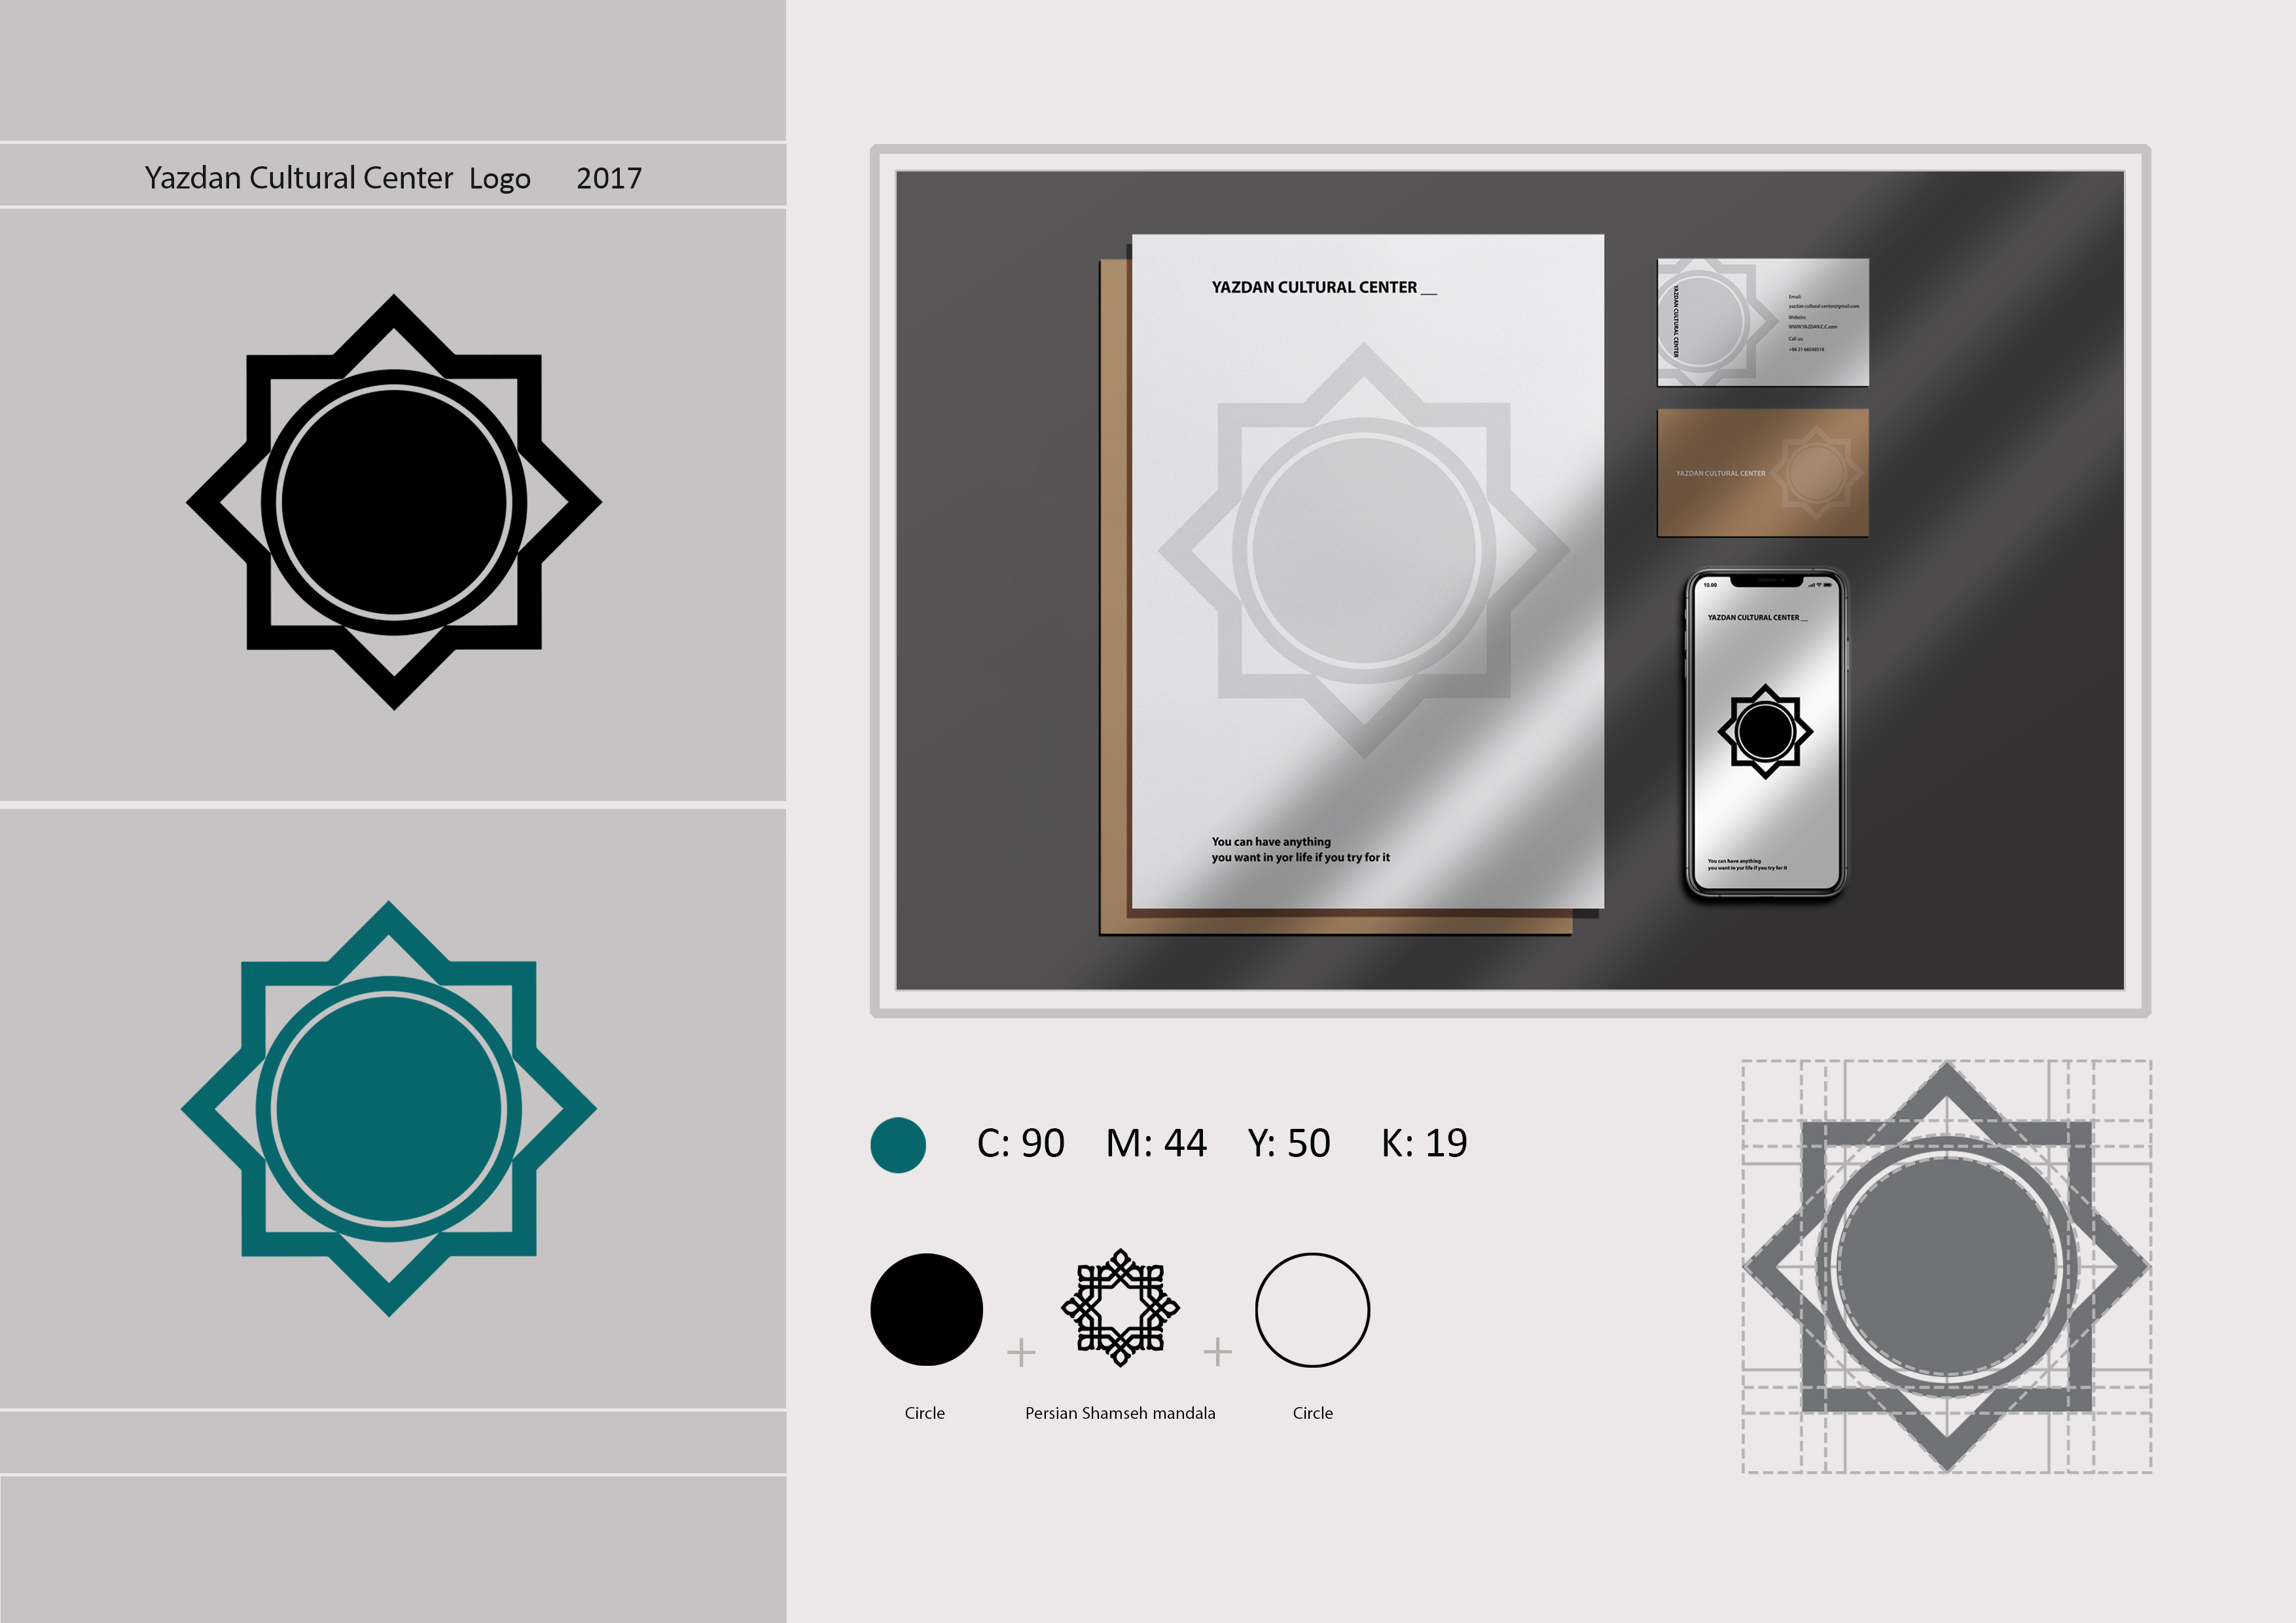 Yazdan Cultural Center Logo 2017
YAZDAN CULTURAL CENTER __
You can have anything
you want in yor life if you try for it
YAZDAN CULTURAL CENTER
Email:
yazdan cultural center@gmail.com
Website:
WWW.YAZDAN.C.C.com
Call us:
+98 21 66048518
YAZDAN CULTURAL CENTER
10.00
YAZDAN CULTURAL CENTER __
You can have anything
you want in yor life if you try for it
C: 90 M: 44 Y: 50 K: 19
Circle
Persian Shamseh mandala
Circle